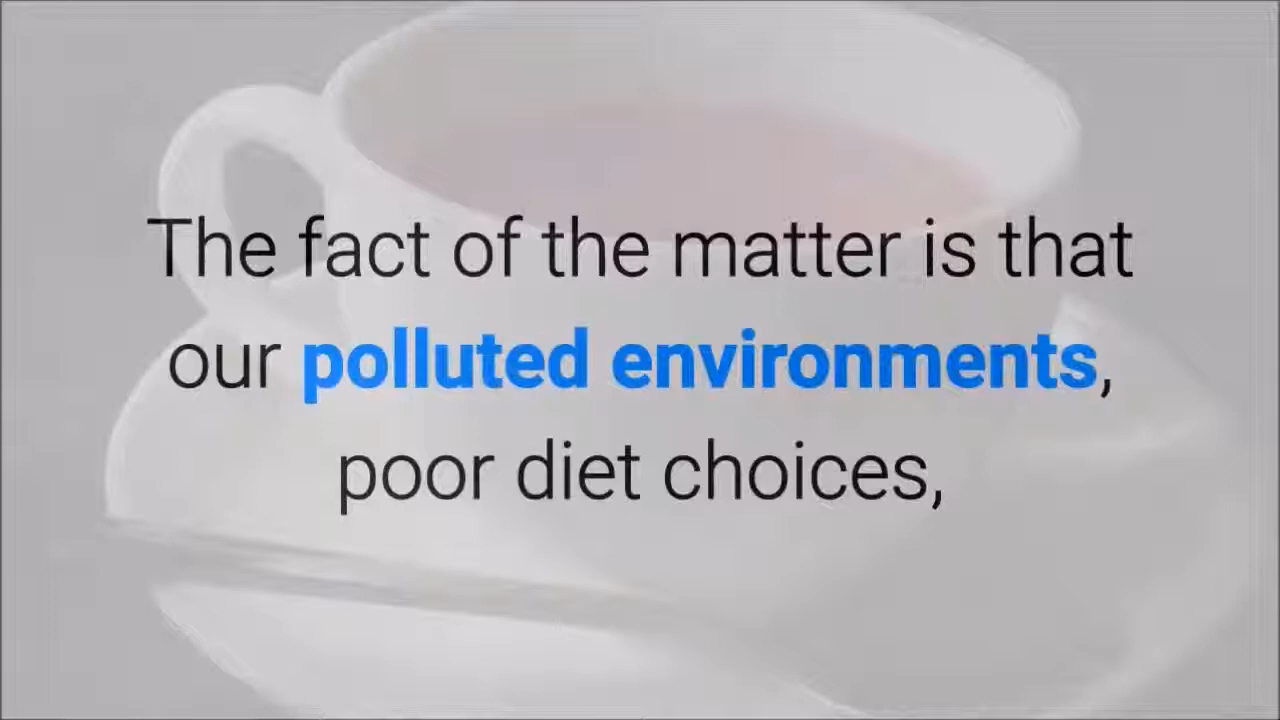 The fact of the matter is that
our polluted environments,
poor diet choices,